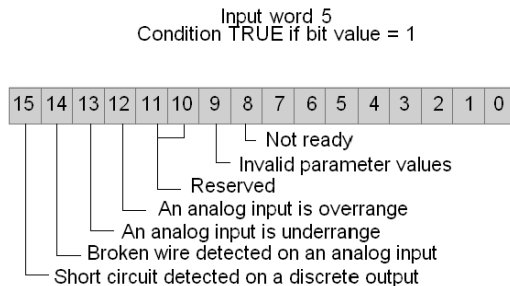 Input word 5
Condition TRUE if bit value = 1
15 14 13 12 11 10 9 8 7 6 5 4 3 2 1 0
Not ready
Invalid parameter values
Reserved
An analog input is overrange
An analog input is underrange
Broken wire detected on an analog input
Short circuit detected on a discrete output